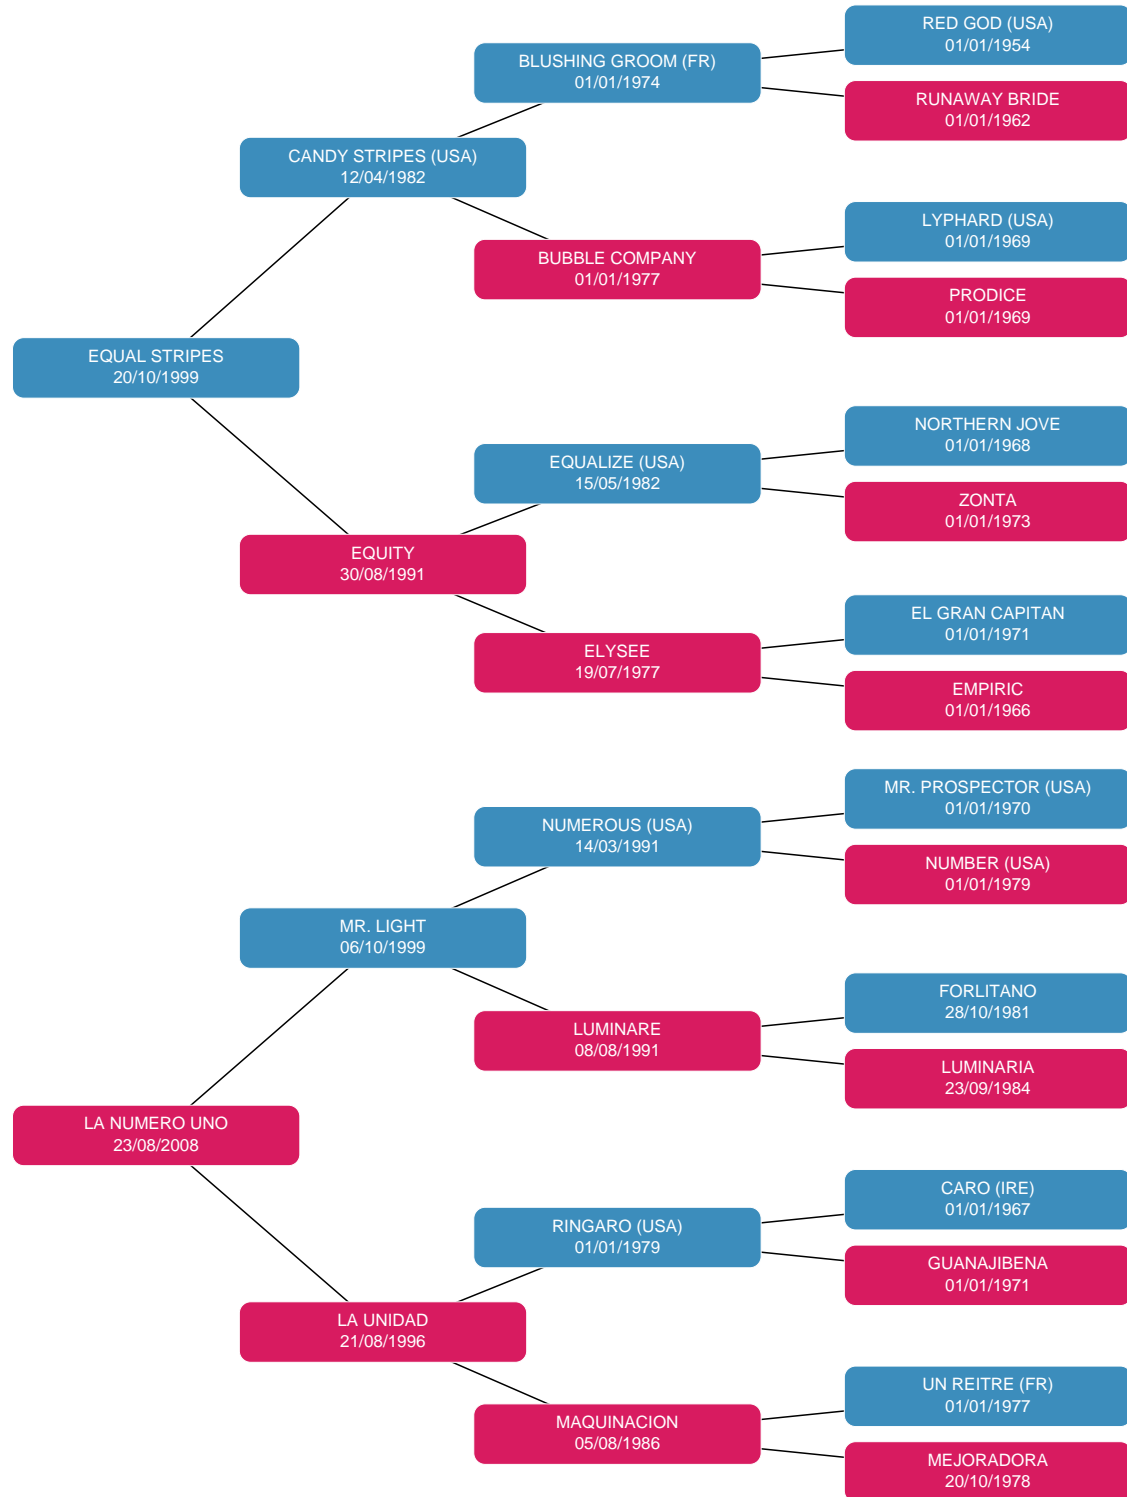 RED GOD (USA)
01/01/1954
BLUSHING GROOM (FR)
01/01/1974
RUNAWAY BRIDE
01/01/1962
CANDY STRIPES (USA)
12/04/1982
LYPHARD (USA)
01/01/1969
BUBBLE COMPANY
01/01/1977
PRODICE
01/01/1969
EQUAL STRIPES
20/10/1999
NORTHERN JOVE
01/01/1968
EQUALIZE (USA)
15/05/1982
ZONTA
01/01/1973
EQUITY
30/08/1991
EL GRAN CAPITAN
01/01/1971
ELYSEE
19/07/1977
EMPIRIC
01/01/1966
MR. PROSPECTOR (USA)
01/01/1970
NUMEROUS (USA)
14/03/1991
NUMBER (USA)
01/01/1979
MR. LIGHT
06/10/1999
FORLITANO
28/10/1981
LUMINARE
08/08/1991
LUMINARIA
23/09/1984
LA NUMERO UNO
23/08/2008
CARO (IRE)
01/01/1967
RINGARO (USA)
01/01/1979
GUANAJIBENA
01/01/1971
LA UNIDAD
21/08/1996
UN REITRE (FR)
01/01/1977
MAQUINACION
05/08/1986
MEJORADORA
20/10/1978